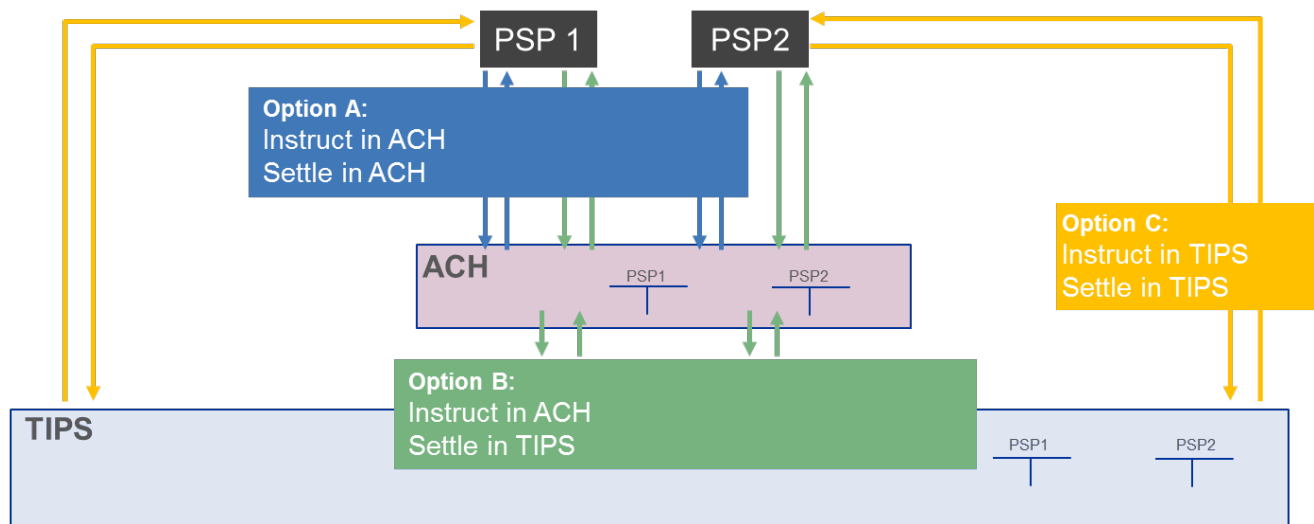 PSP 1
PSP2
Option A:
Instruct in ACH
Settle in ACH
Option C:
Instruct in TIPS
Settle in TIPS
ACH
PSP1
PSP2
Option B:
Instruct in ACH
Settle in TIPS
TIPS
PSP1
PSP2